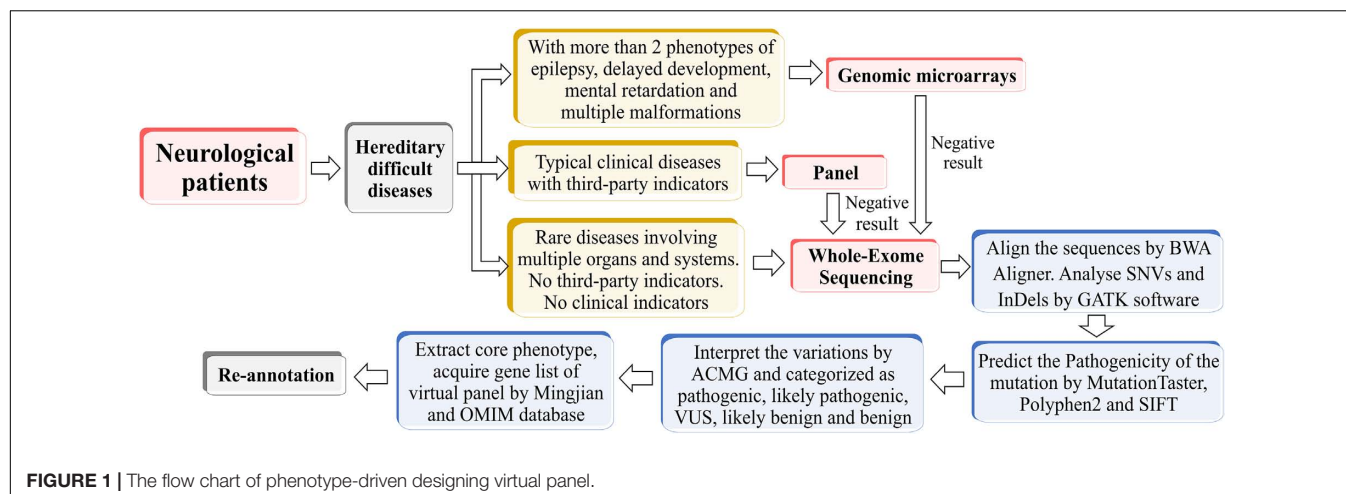 With more than 2 phenotypes of
epilepsy, delayed development,
mental retardation and
multiple malformations
Genomic microarrays
Negative
result
Neurological
patients
Hereditary
difficult
diseases
Typical clinical diseases
with third-party indicators
Panel
Negative
result
Rare diseases involving
multiple organs and systems.
No third-party indicators.
No clinical indicators
Whole-Exome
Sequencing
Align the sequences by BWA
Aligner. Analyse SNVs and
InDels by GATK software
Predict the Pathogenicity of the
mutation by MutationTaster,
Polyphen2 and SIFT
Interpret the variations by
ACMG and categorized as
pathogenic, likely pathogenic,
VUS, likely benign and benign
Extract core phenotype,
acquire gene list of
virtual panel by Mingjian
and OMIM database
Re-annotation
FIGURE 1 | The flow chart of phenotype-driven designing virtual panel.